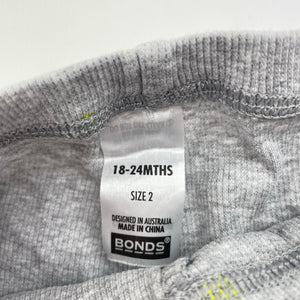 18-24MTHS
SIZE 2
DESIGNED IN AUSTRALIA
MADE IN CHINA
BONDS®